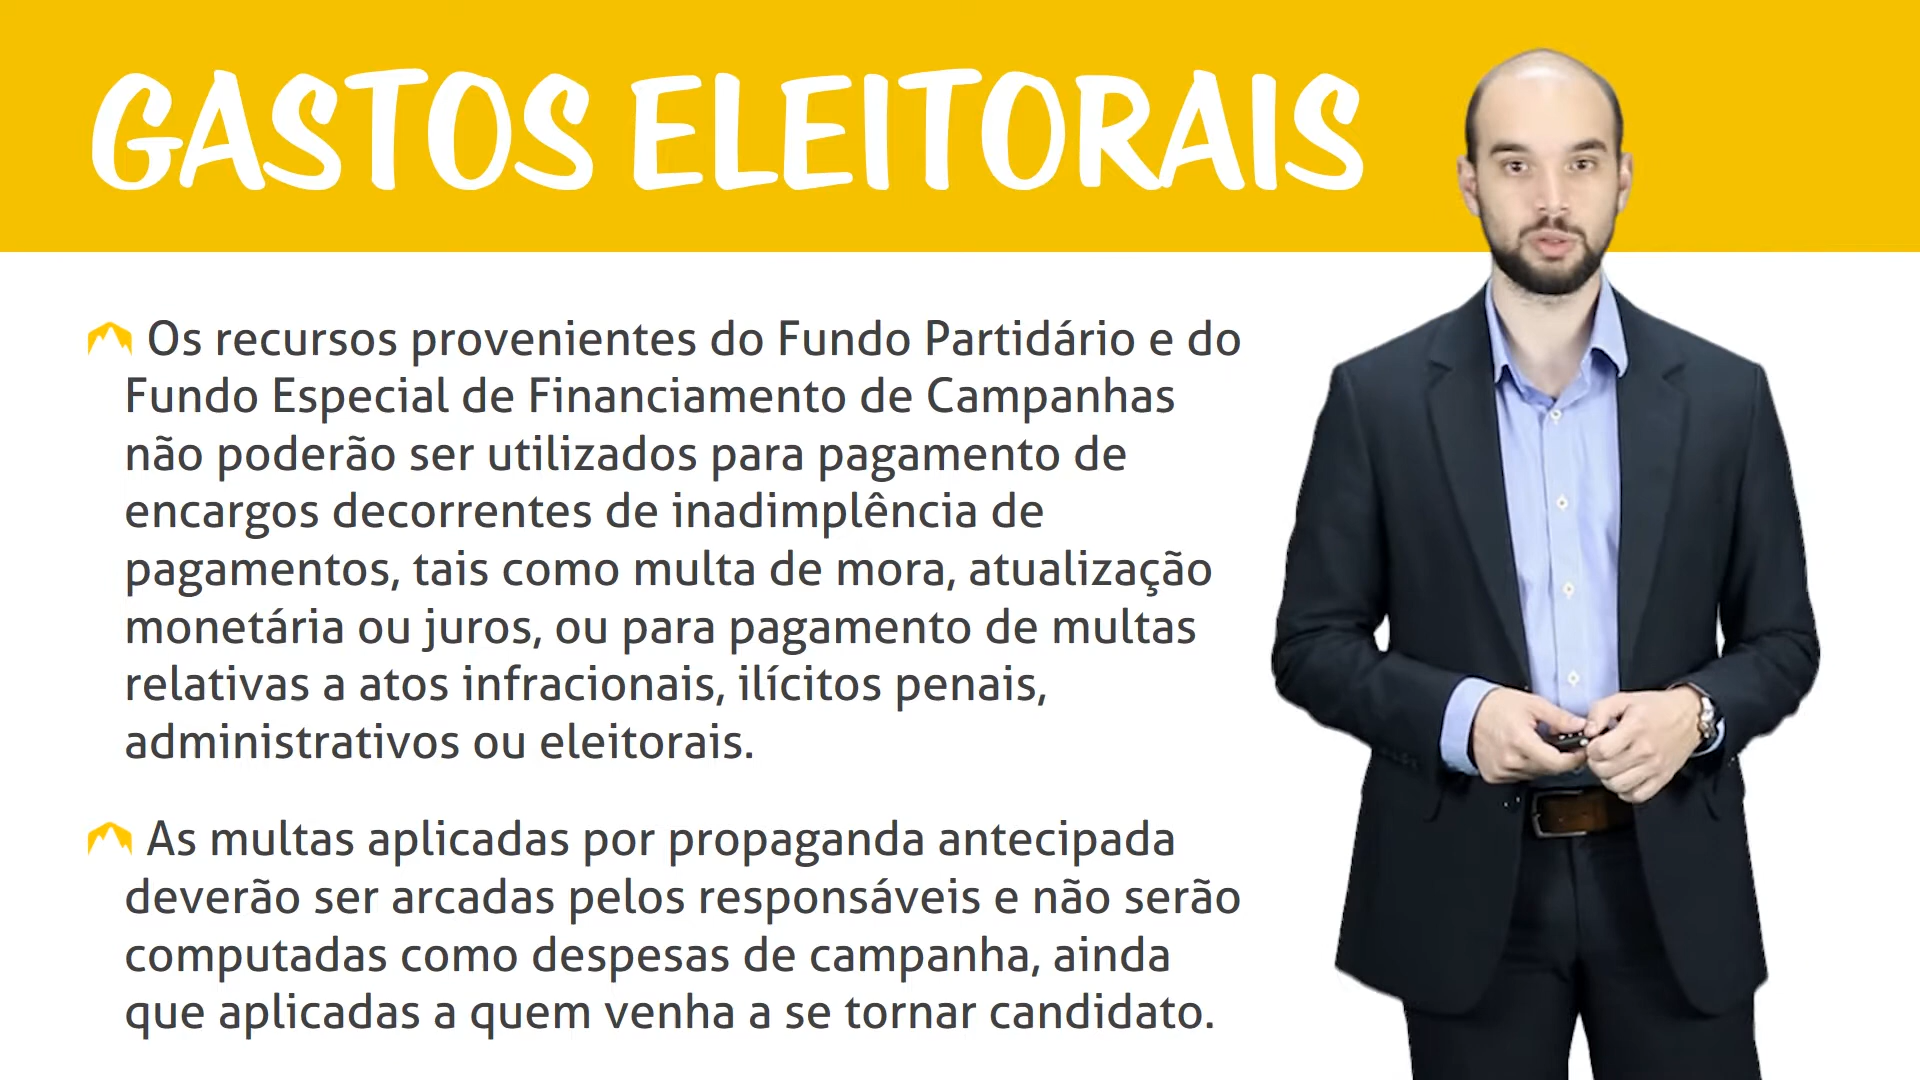 GASTOS ELEITORAIS
Os recursos provenientes do Fundo Partidário e do
Fundo Especial de Financiamento de Campanhas
não poderão ser utilizados para pagamento de
encargos decorrentes de inadimplência de
pagamentos, tais como multa de mora, atualização
monetária ou juros, ou para pagamento de multas
relativas a atos infracionais, ilícitos penais,
administrativos ou eleitorais.
As multas aplicadas por propaganda antecipada
deverão ser arcadas pelos responsáveis e não serão
computadas como despesas de campanha, ainda
que aplicadas a quem venha a se tornar candidato.